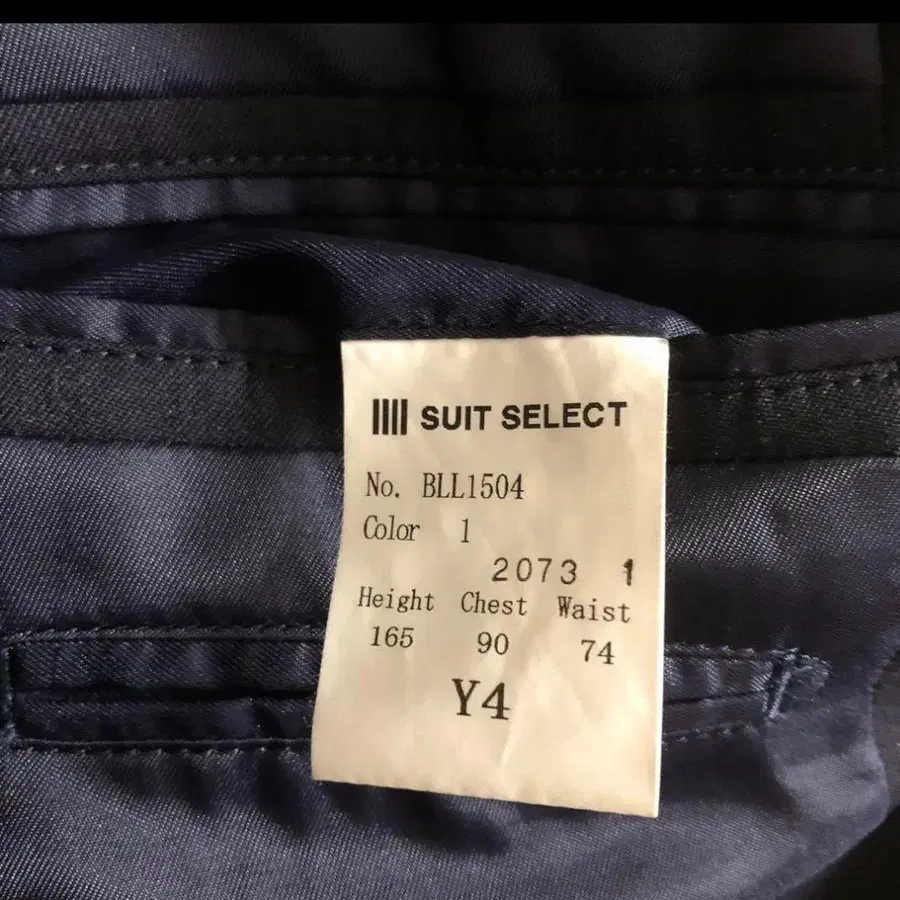 SUIT SELECT
No. BLL1504
Color 1
2073 1
Height Chest Waist
165 90 74
Y4